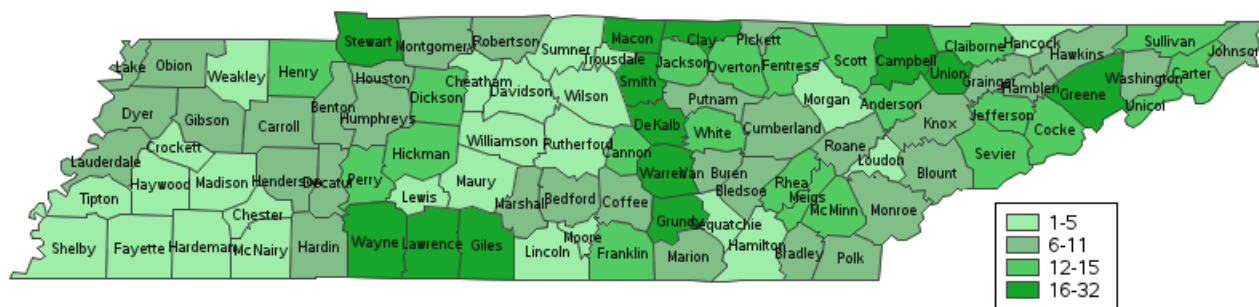 Stewart
Montgomery
Robertson
Sumner
Macon
Clay
Pickett
Trousdale
Lake
Obion
Weakley
Henry
Houston
Cheatham
Davidson
Wilson
Smith
Jackson
Overton
Fentress
Scott
Campbell
Claiborne
Union
Hancock
Hawkins
Sullivan
Johnson
Grainger
Hamblen
Greene
Washington
Carter
Unicol
Dyer
Gibson
Carroll
Benton
Humphreys
Dickson
Putnam
Morgan
Anderson
Knox
Jefferson
Cocke
Crockett
Williamson
Rutherford
DeKalb
White
Cumberland
Roane
Loudon
Blount
Sevier
Lauderdale
Haywood
Madison
Henderson
Decatur
Perry
Hickman
Lewis
Maury
Cannon
Warren
Van Buren
Bledsoe
Rhea
Meigs
McMinn
Monroe
Tipton
Chester
Marshall
Bedford
Coffee
Grundy
Sequatchie
Shelby
Fayette
Hardeman
McNairy
Hardin
Wayne
Lawrence
Giles
Lincoln
Moore
Franklin
Marion
Hamilton
Bradley
Polk
1-5
6-11
12-15
16-32